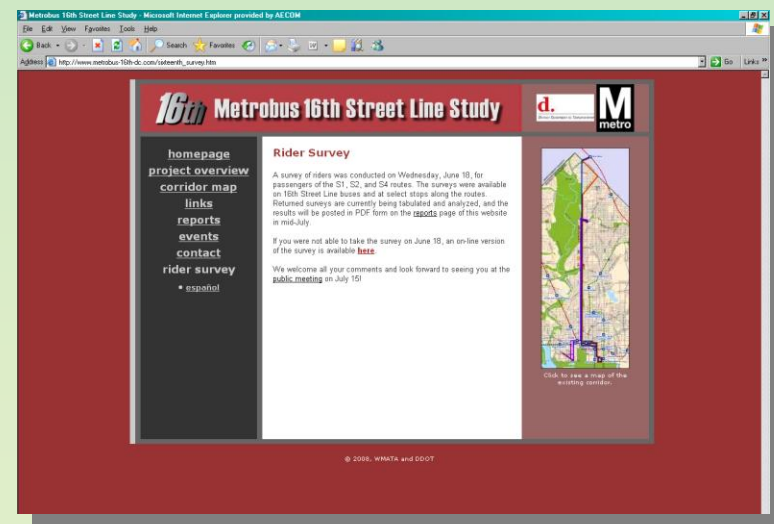 Metrobus 16th Street Line Study - Microsoft Internet Explorer provided by AECOM
File Edit View Favorites Tools Help
Back Search Favorites
Address http://www.metrobus-16th-dc.com/sixteenth_survey.htm Go Links »
16th Metrobus 16th Street Line Study
d.
M
metro
homepage
project overview
corridor map
links
reports
events
contact
rider survey
español
Rider Survey
A survey of riders was conducted on Wednesday, June 18, for
passengers of the S1, S2, and S4 routes. The surveys were available
on 16th Street Line buses and at select stops along the routes.
Returned surveys are currently being tabulated and analyzed, and the
results will be posted in PDF form on the reports page of this website
in mid-July.
If you were not able to take the survey on June 18, an on-line version
of the survey is available here.
We welcome all your comments and look forward to seeing you at the
public meeting on July 15!
Click to see a map of the
existing corridor.
© 2008, WMATA and DDOT